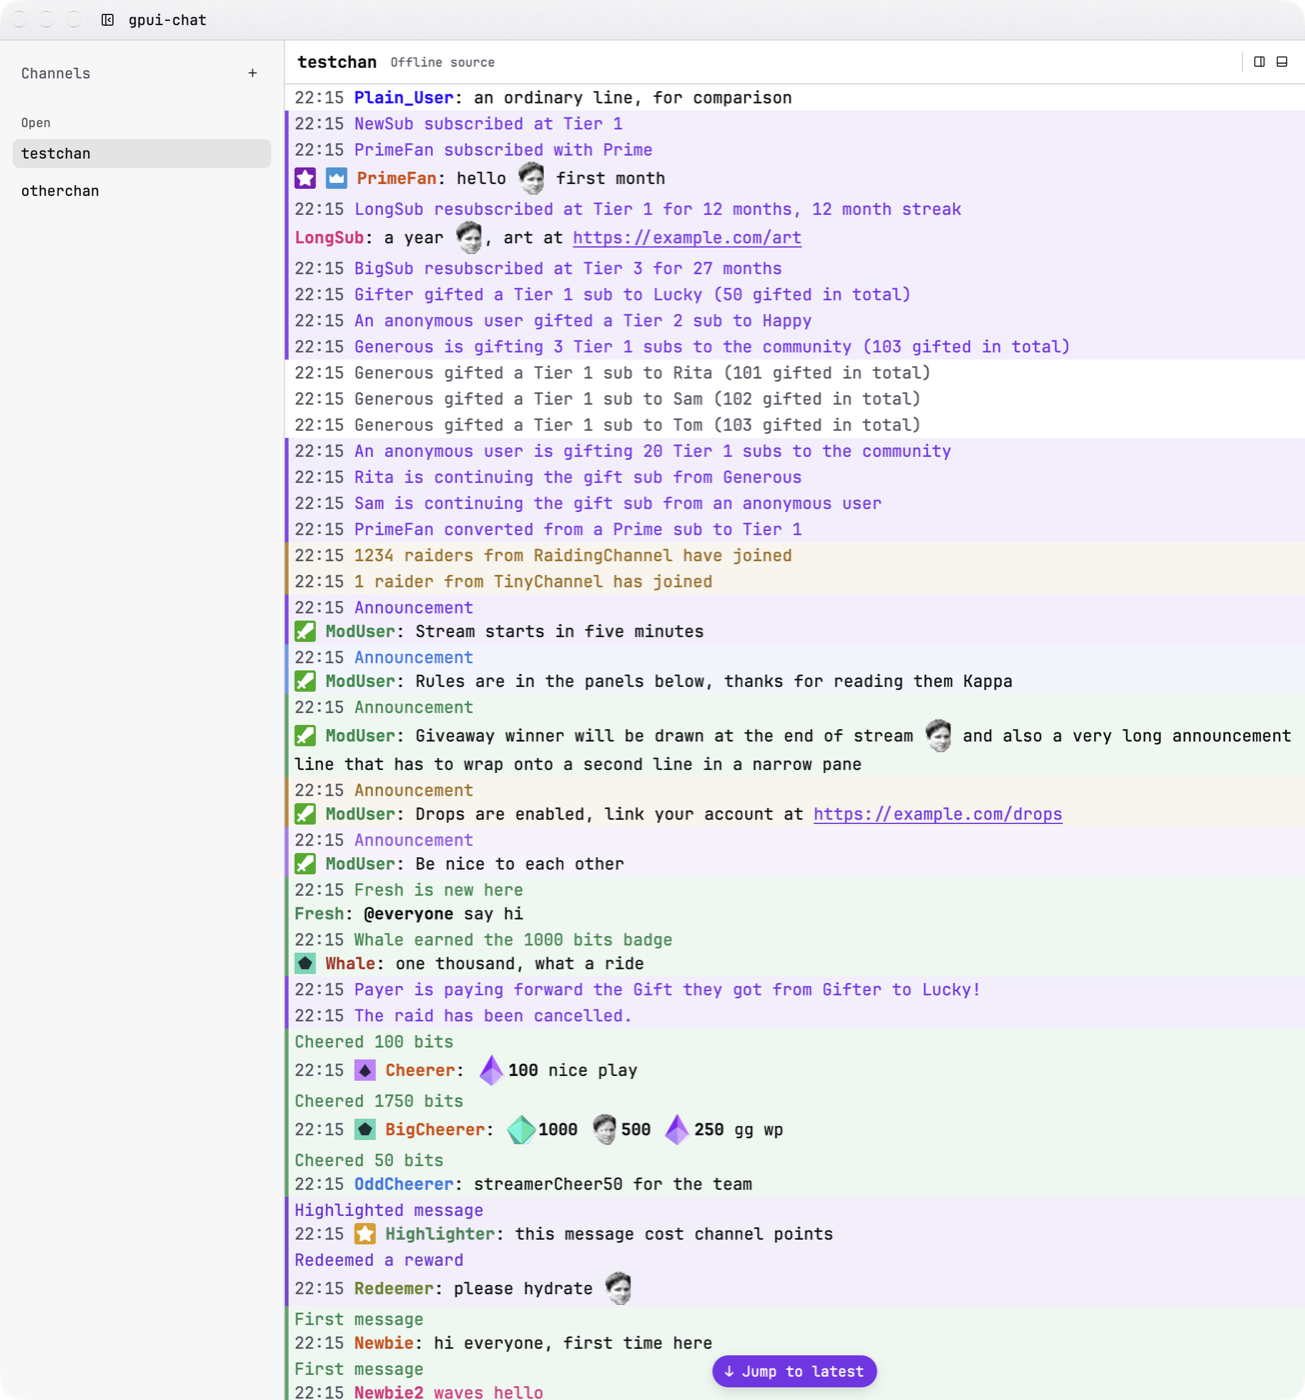 gpui-chat
Channels +
Open
testchan
otherchan
testchan Offline source
22:15 Plain_User: an ordinary line, for comparison
22:15 NewSub subscribed at Tier 1
22:15 PrimeFan subscribed with Prime
PrimeFan: hello first month
22:15 LongSub resubscribed at Tier 1 for 12 months, 12 month streak
LongSub: a year , art at https://example.com/art
22:15 BigSub resubscribed at Tier 3 for 27 months
22:15 Gifter gifted a Tier 1 sub to Lucky (50 gifted in total)
22:15 An anonymous user gifted a Tier 2 sub to Happy
22:15 Generous is gifting 3 Tier 1 subs to the community (103 gifted in total)
22:15 Generous gifted a Tier 1 sub to Rita (101 gifted in total)
22:15 Generous gifted a Tier 1 sub to Sam (102 gifted in total)
22:15 Generous gifted a Tier 1 sub to Tom (103 gifted in total)
22:15 An anonymous user is gifting 20 Tier 1 subs to the community
22:15 Rita is continuing the gift sub from Generous
22:15 Sam is continuing the gift sub from an anonymous user
22:15 PrimeFan converted from a Prime sub to Tier 1
22:15 1234 raiders from RaidingChannel have joined
22:15 1 raider from TinyChannel has joined
22:15 Announcement
ModUser: Stream starts in five minutes
22:15 Announcement
ModUser: Rules are in the panels below, thanks for reading them Kappa
22:15 Announcement
ModUser: Giveaway winner will be drawn at the end of stream and also a very long announcement
line that has to wrap onto a second line in a narrow pane
22:15 Announcement
ModUser: Drops are enabled, link your account at https://example.com/drops
22:15 Announcement
ModUser: Be nice to each other
22:15 Fresh is new here
Fresh: @everyone say hi
22:15 Whale earned the 1000 bits badge
Whale: one thousand, what a ride
22:15 Payer is paying forward the Gift they got from Gifter to Lucky!
22:15 The raid has been cancelled.
Cheered 100 bits
22:15 Cheerer: 100 nice play
Cheered 1750 bits
22:15 BigCheerer: 1000 500 250 gg wp
Cheered 50 bits
22:15 OddCheerer: streamerCheer50 for the team
Highlighted message
22:15 Highlighter: this message cost channel points
Redeemed a reward
22:15 Redeemer: please hydrate
First message
22:15 Newbie: hi everyone, first time here
First message
22:15 Newbie2 waves hello
↓ Jump to latest